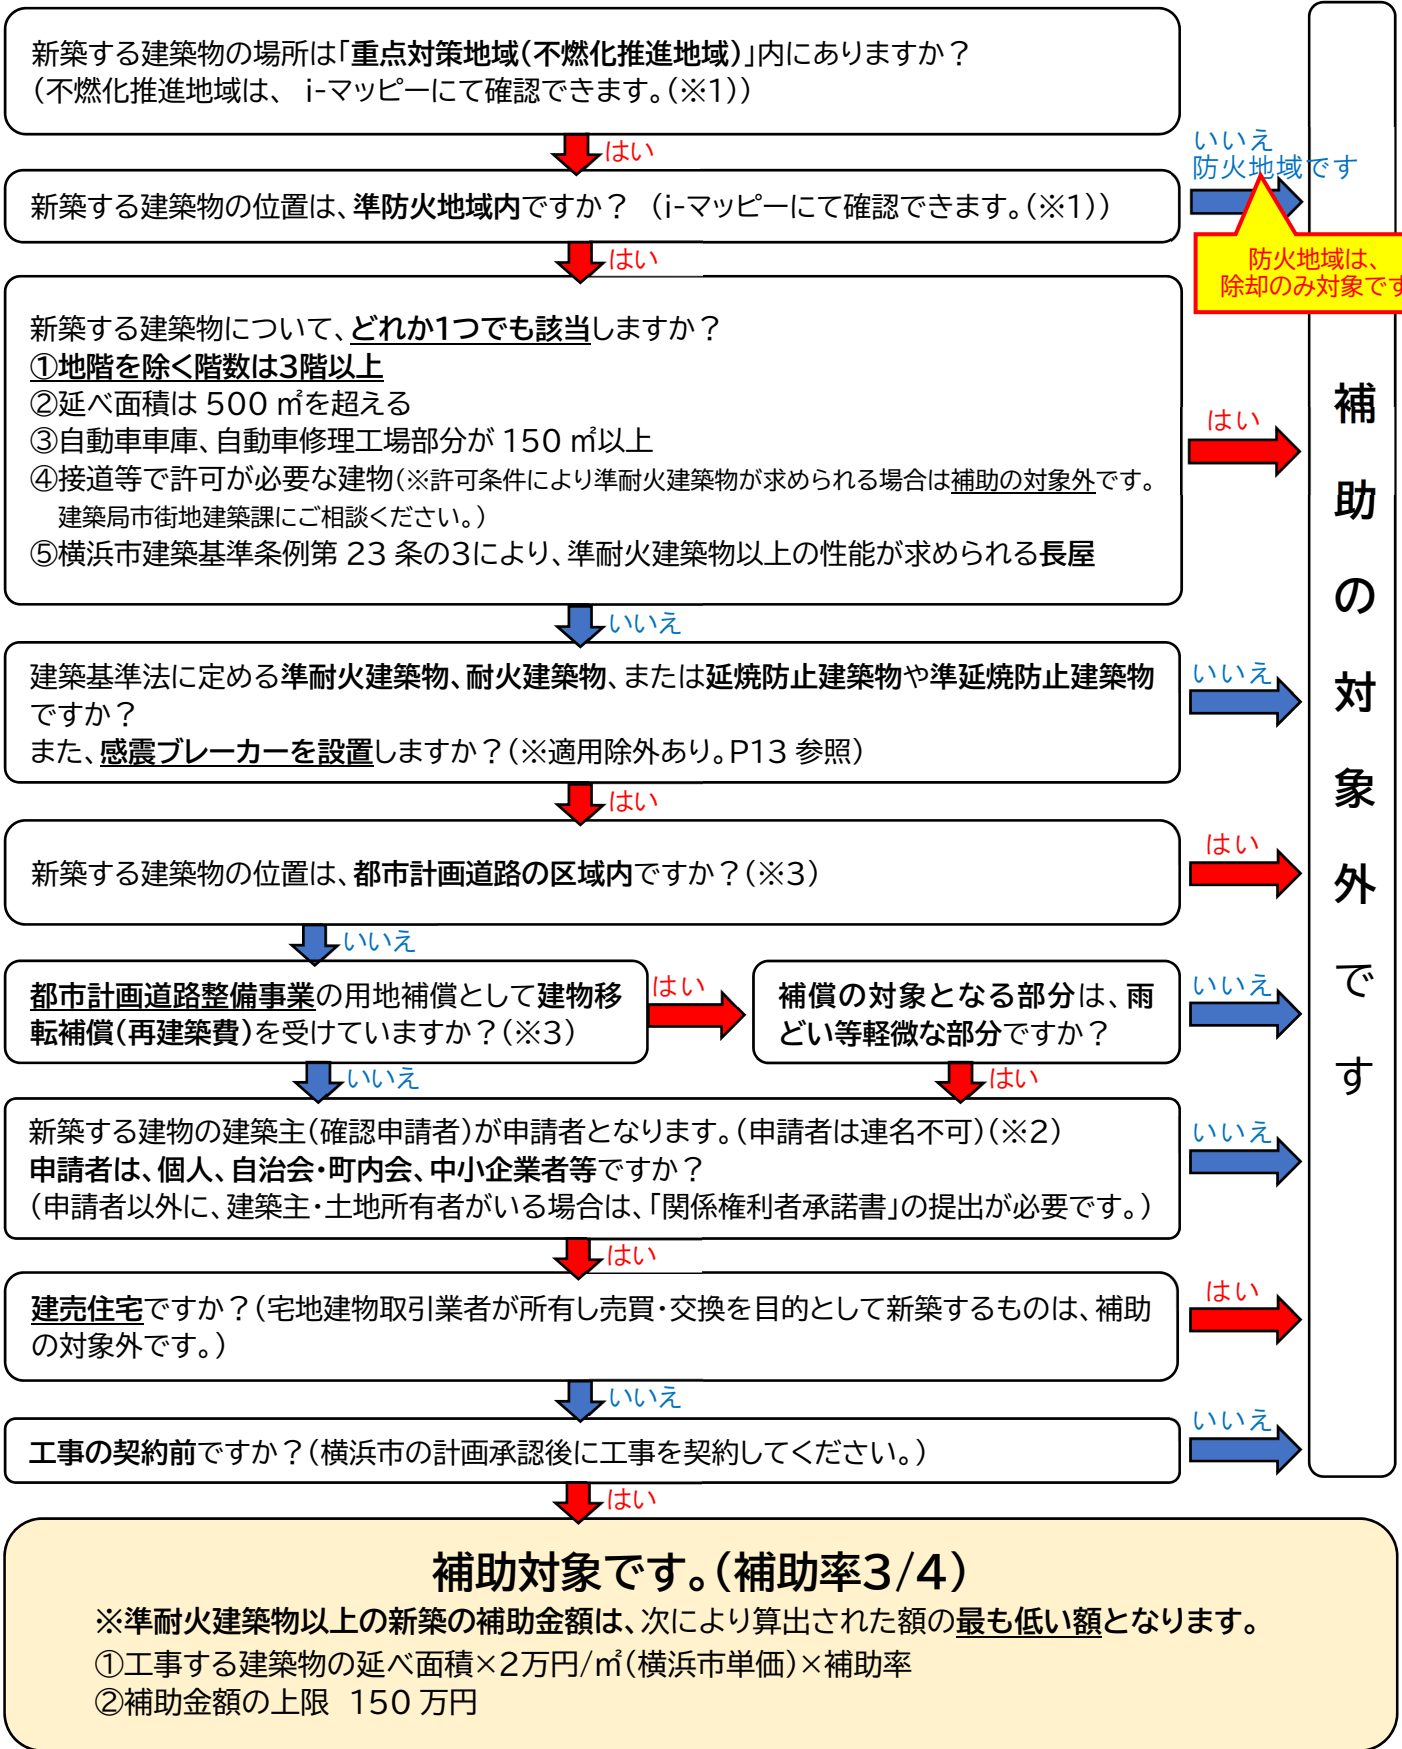 新築する建築物の場所は「重点対策地域(不燃化推進地域)」内にありますか？
(不燃化推進地域は、 i-マッピーにて確認できます。(※1))
はい
いいえ
防火地域です
新築する建築物の位置は、準防火地域内ですか？ (i-マッピーにて確認できます。(※1))
防火地域は、
除却のみ対象です
はい
新築する建築物について、どれか1つでも該当しますか？
①地階を除く階数は3階以上
②延べ面積は 500 ㎡を超える
③自動車車庫、自動車修理工場部分が 150 ㎡以上
④接道等で許可が必要な建物(※許可条件により準耐火建築物が求められる場合は補助の対象外です。
建築局市街地建築課にご相談ください。)
⑤横浜市建築基準条例第 23 条の3により、準耐火建築物以上の性能が求められる長屋
はい
いいえ
建築基準法に定める準耐火建築物、耐火建築物、または延焼防止建築物や準延焼防止建築物
ですか？
また、感震ブレーカーを設置しますか？(※適用除外あり。P13 参照)
いいえ
はい
新築する建築物の位置は、都市計画道路の区域内ですか？(※3)
はい
いいえ
都市計画道路整備事業の用地補償として建物移
転補償(再建築費)を受けていますか？(※3)
はい
補償の対象となる部分は、雨
どい等軽微な部分ですか？
いいえ
いいえ
はい
新築する建物の建築主(確認申請者)が申請者となります。(申請者は連名不可)(※2)
申請者は、個人、自治会・町内会、中小企業者等ですか？
(申請者以外に、建築主・土地所有者がいる場合は、「関係権利者承諾書」の提出が必要です。)
いいえ
はい
建売住宅ですか？(宅地建物取引業者が所有し売買・交換を目的として新築するものは、補助
の対象外です。)
はい
いいえ
工事の契約前ですか？(横浜市の計画承認後に工事を契約してください。)
いいえ
はい
補助の対象外です
補助対象です。(補助率3/4)
※準耐火建築物以上の新築の補助金額は、次により算出された額の最も低い額となります。
①工事する建築物の延べ面積×2万円/㎡(横浜市単価)×補助率
②補助金額の上限 150 万円